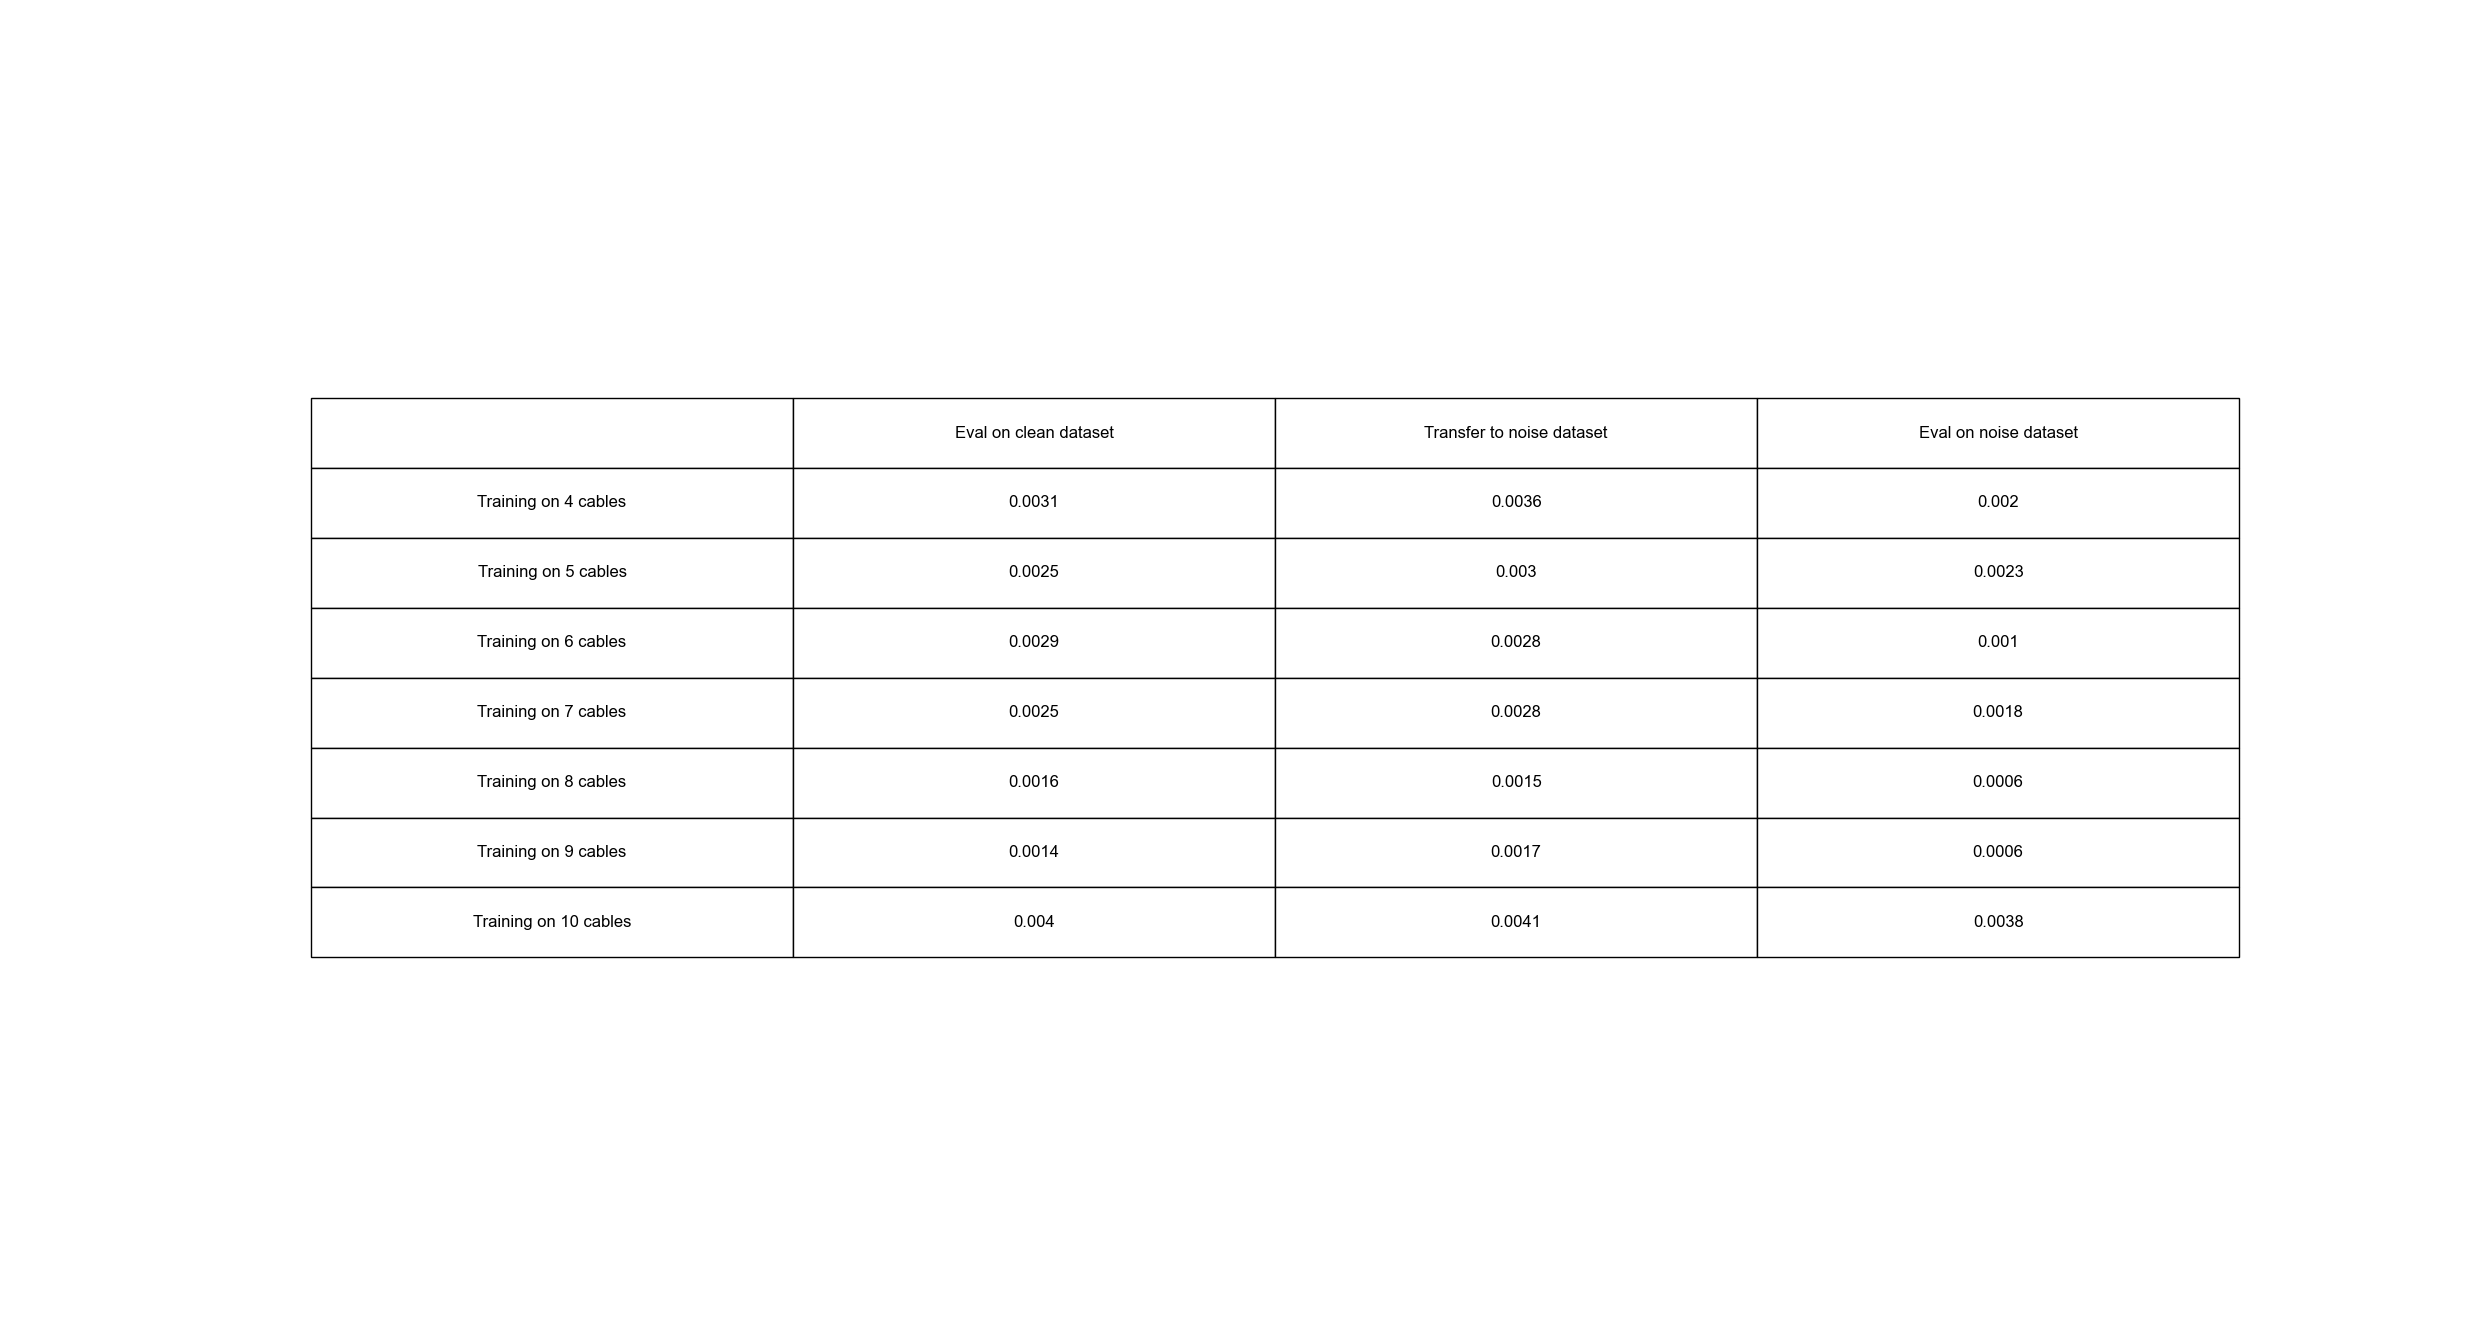 Eval on clean dataset Transfer to noise dataset Eval on noise dataset
Training on 4 cables 0.0031 0.0036 0.002
Training on 5 cables 0.0025 0.003 0.0023
Training on 6 cables 0.0029 0.0028 0.001
Training on 7 cables 0.0025 0.0028 0.0018
Training on 8 cables 0.0016 0.0015 0.0006
Training on 9 cables 0.0014 0.0017 0.0006
Training on 10 cables 0.004 0.0041 0.0038